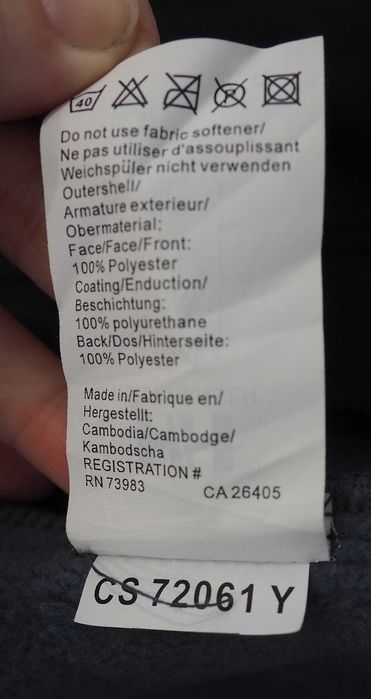 40
Do not use fabric softener/
Ne pas utiliser d'assouplissant
Weichspüler nicht verwenden
Outershell/
Armature exterieur/
Obermaterial:
Face/Face/Front:
100% Polyester
Coating/Enduction/
Beschichtung:
100% polyurethane
Back/Dos/Hinterseite:
100% Polyester
Made in/Fabrique en/
Hergestellt:
Cambodia/Cambodge/
Kambodscha
REGISTRATION #
RN 73983 CA 26405
CS 72061 Y